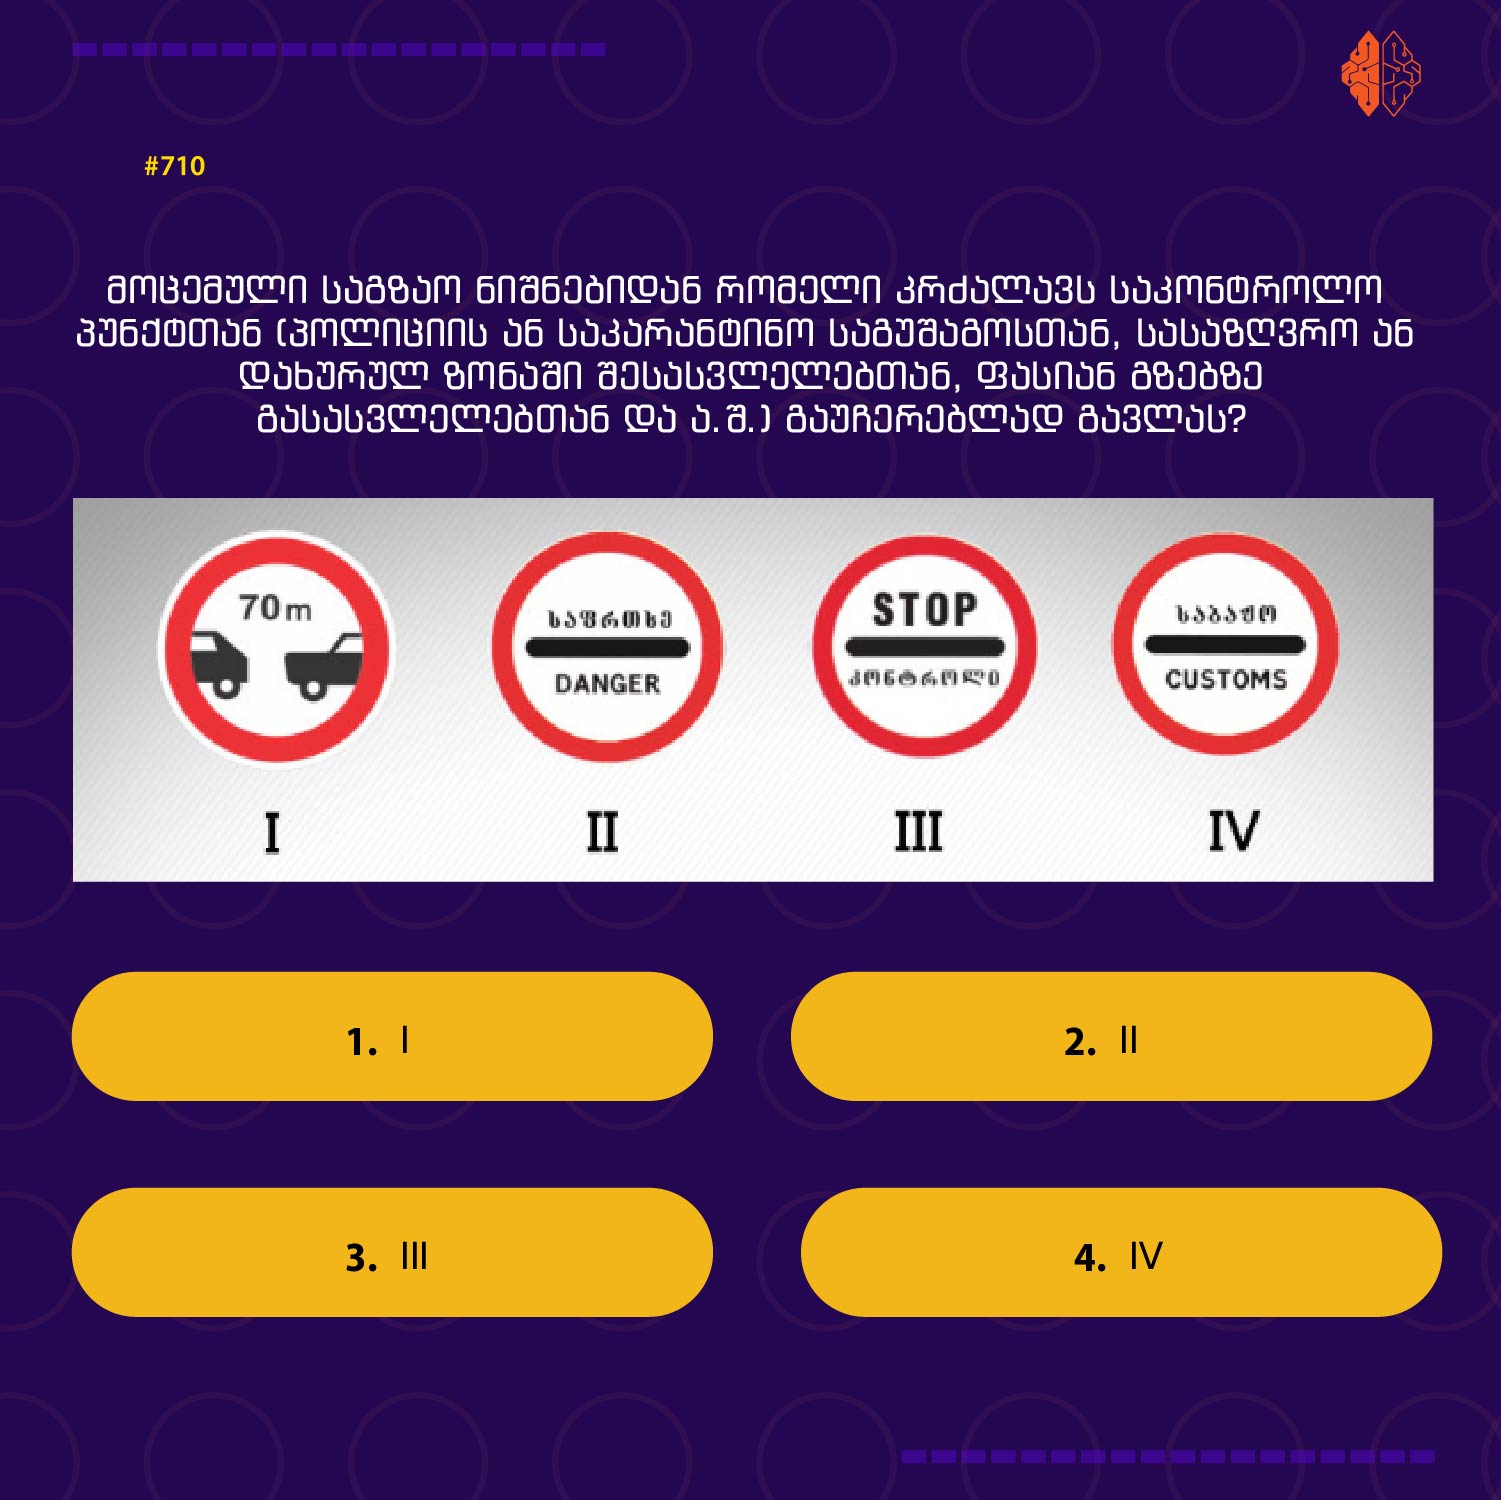 #710
მოცემული საგზაო ნიშნებიდან რომელი კრძალავს საკონტროლო
პუნქტთან (პოლიციის ან საკარანტინო საგუშაგოსთან, სასაზღვრო ან
დახურულ ზონაში შესასვლელებთან, ფასიან გზებზე
გასასვლელებთან და ა.შ.) გაუჩერებლად გავლას?
70m
საფრთხე
DANGER
STOP
კონტროლი
საბაჟო
CUSTOMS
I II III IV
1. I
2. II
3. III
4. IV